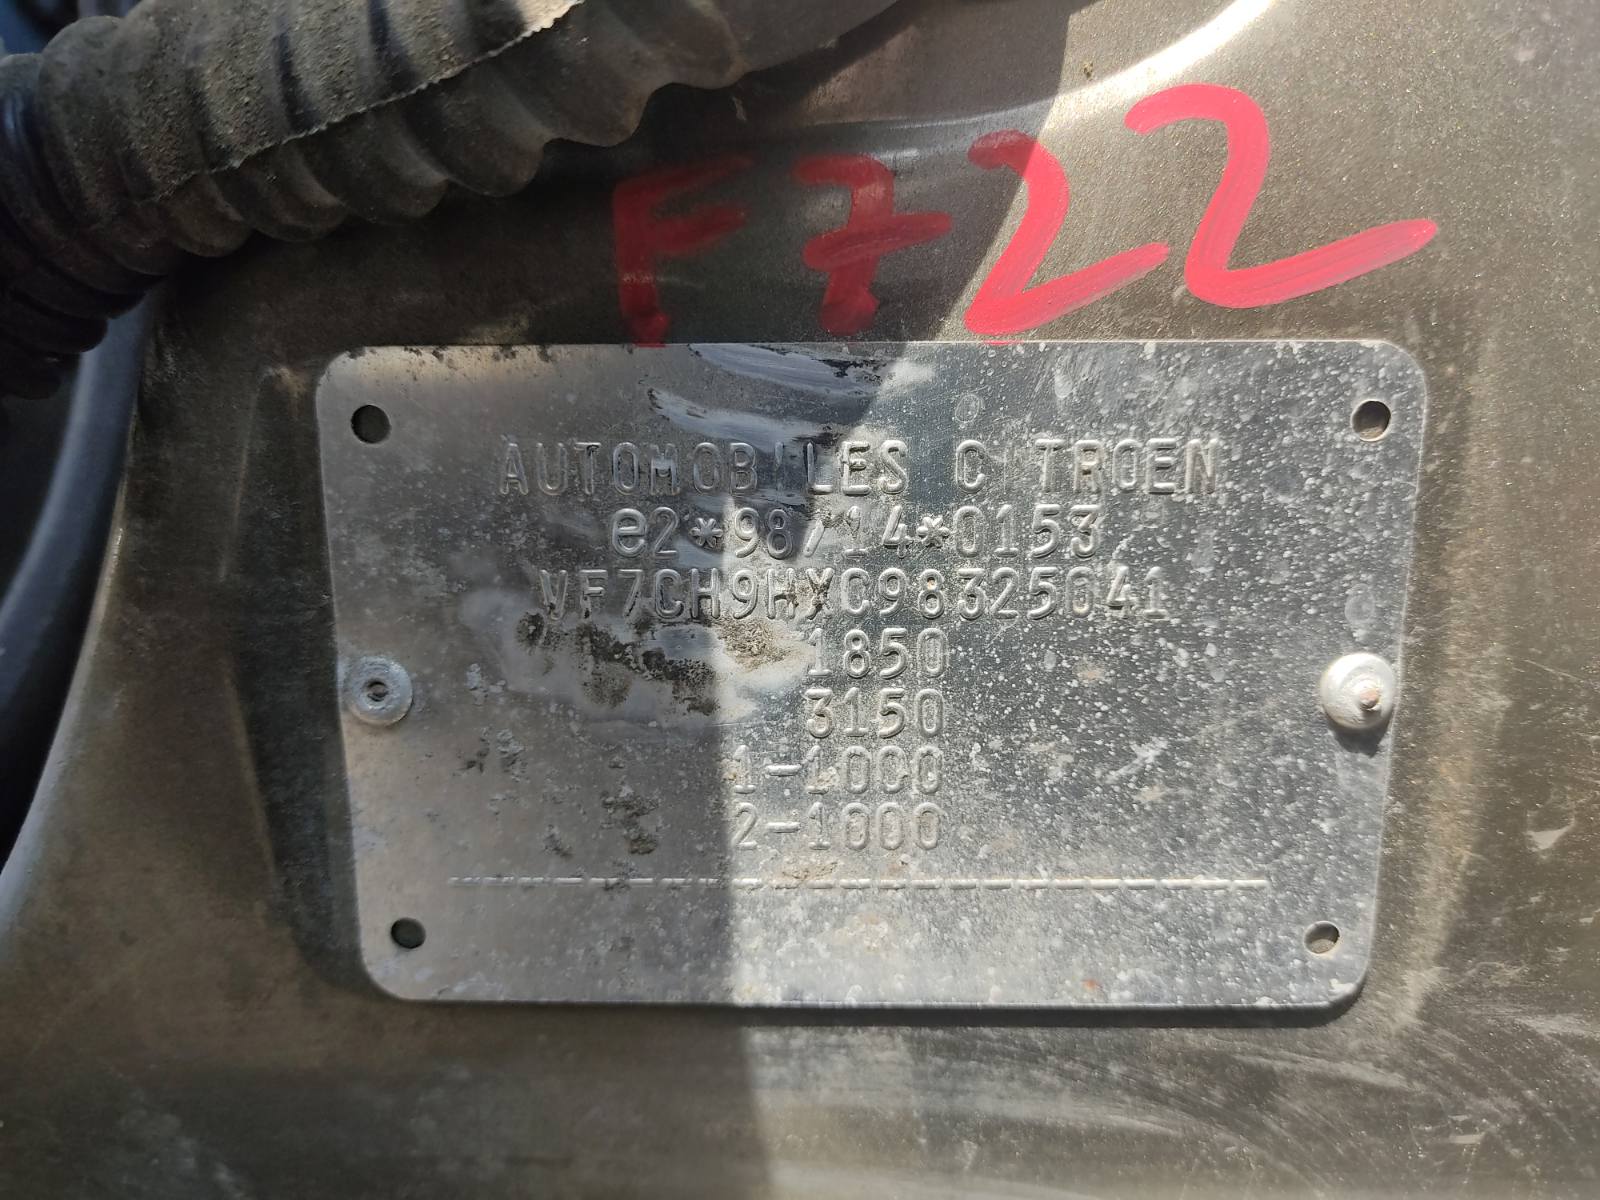 F722
AUTOMOBILES CITROEN
e2*98/14*0153
VF7CH9HXC98325041
1850
3150
1-1000
2-1000